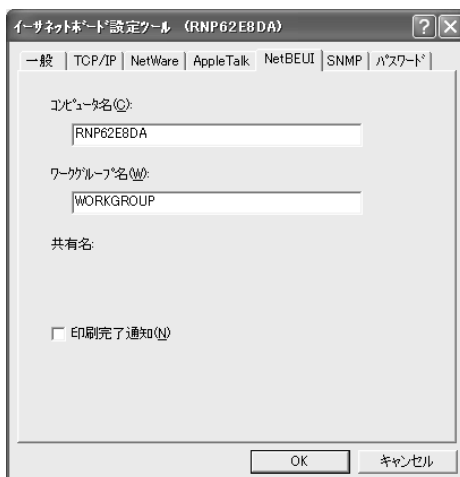 イーサネットボード設定ツール (RNP62E8DA)
一般 TCP/IP NetWare AppleTalk NetBEUI SNMP パスワード
コンピュータ名(C):
RNP62E8DA
ワークグループ名(W):
WORKGROUP
共有名:
印刷完了通知(N)
OK キャンセル